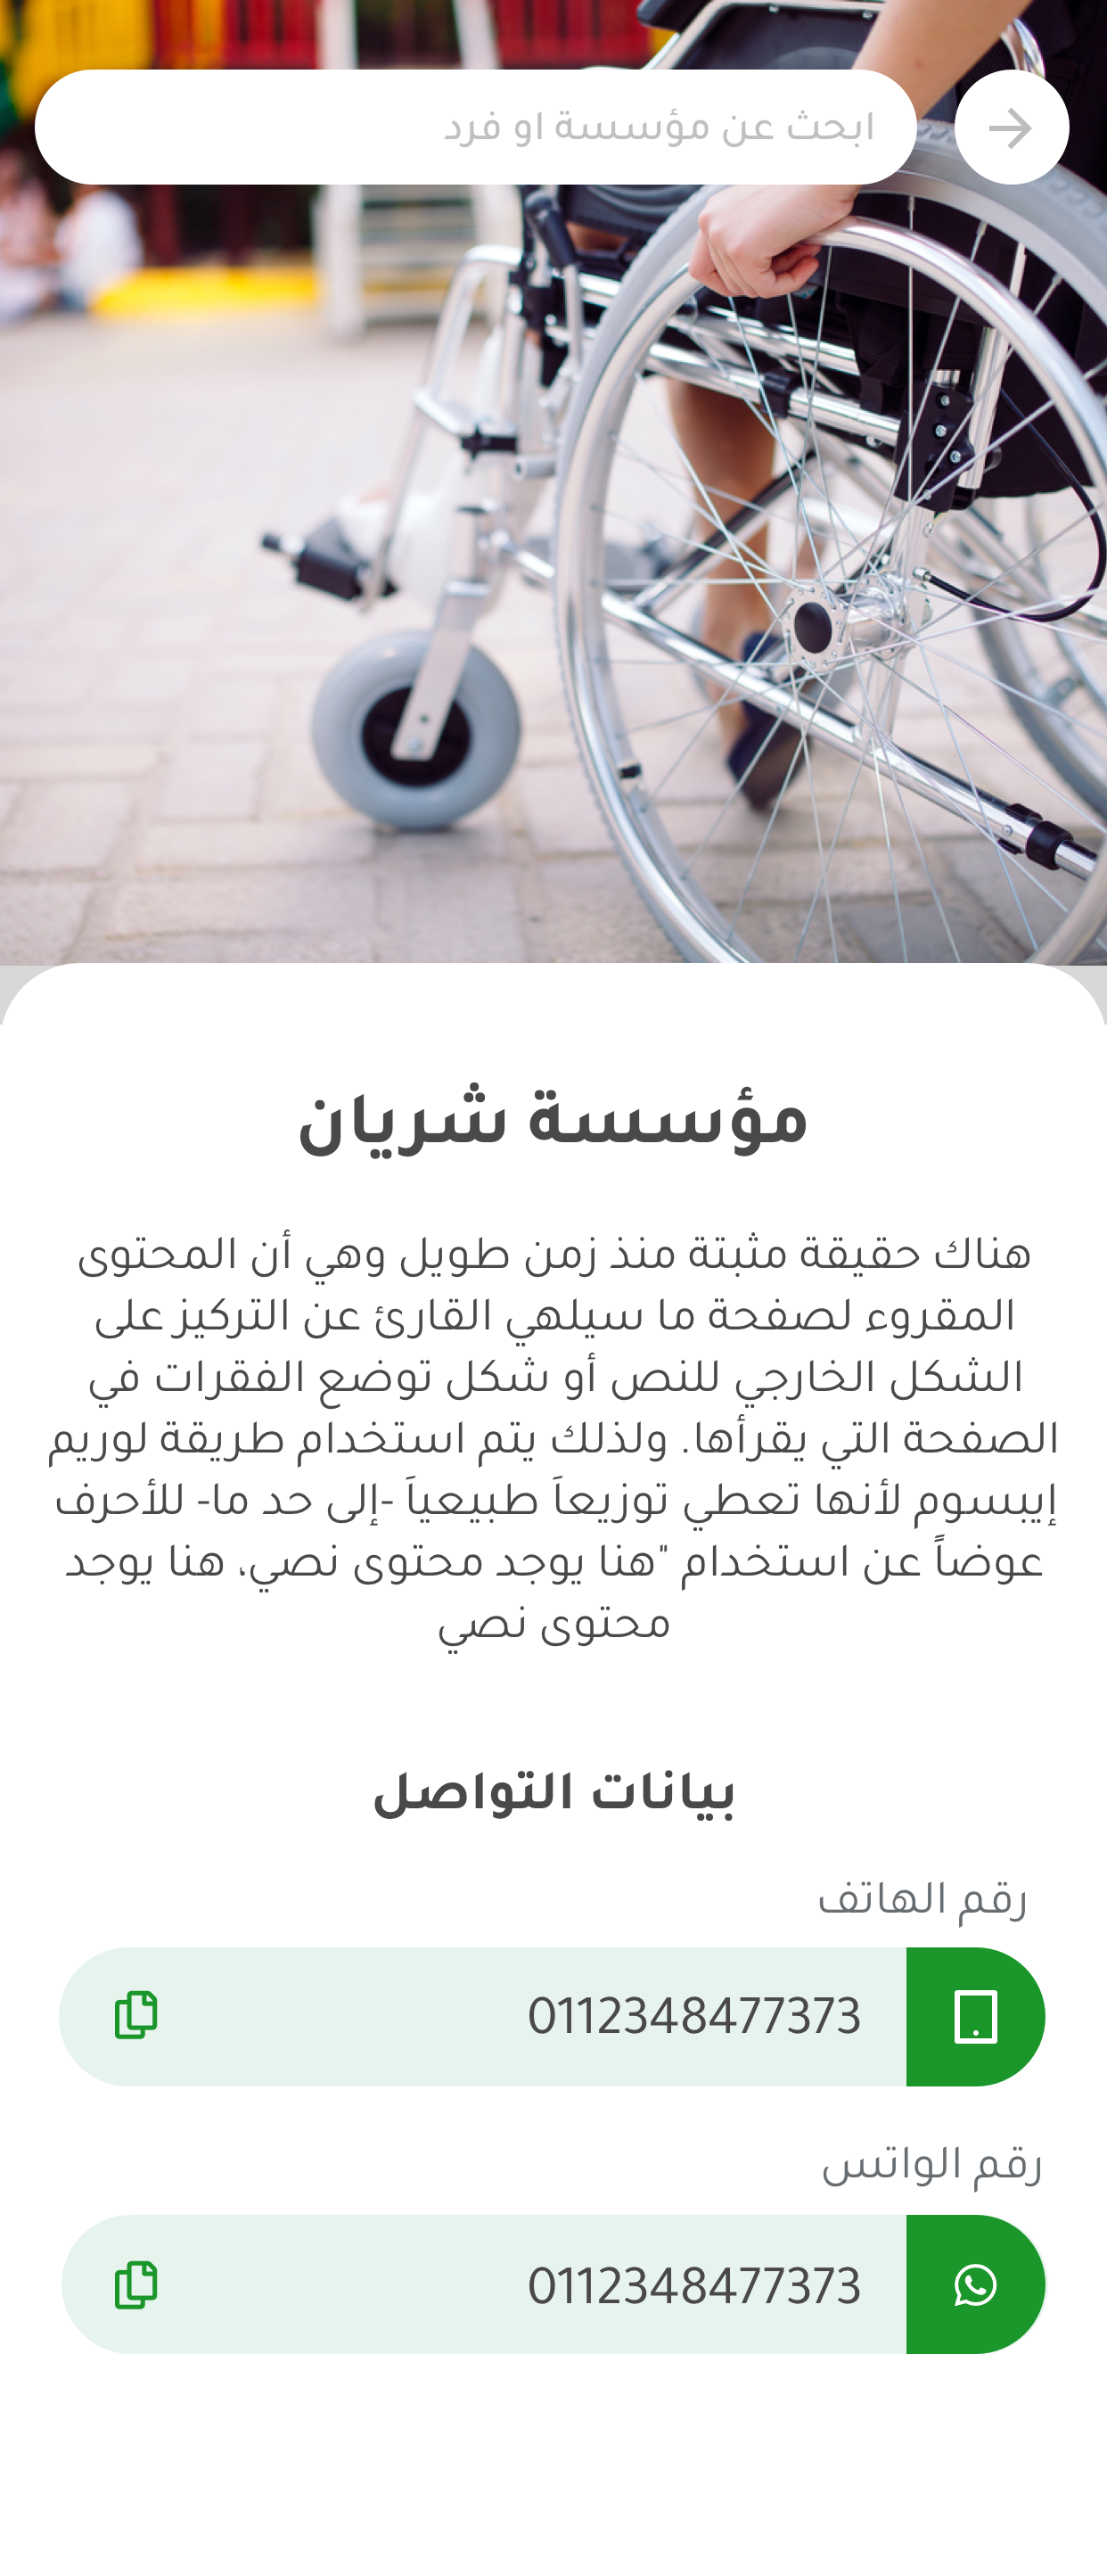 ابحث عن مؤسسة او فرد
مؤسسة شريان
هناك حقيقة مثبتة منذ زمن طويل وهي أن المحتوى
المقروء لصفحة ما سيلهي القارئ عن التركيز على
الشكل الخارجي للنص أو شكل توضع الفقرات في
الصفحة التي يقرأها. ولذلك يتم استخدام طريقة لوريم
إيبسوم لأنها تعطي توزيعاَ طبيعياَ -إلى حد ما- للأحرف
عوضاً عن استخدام "هنا يوجد محتوى نصي، هنا يوجد
محتوى نصي
بيانات التواصل
رقم الهاتف
0112348477373
رقم الواتس
0112348477373